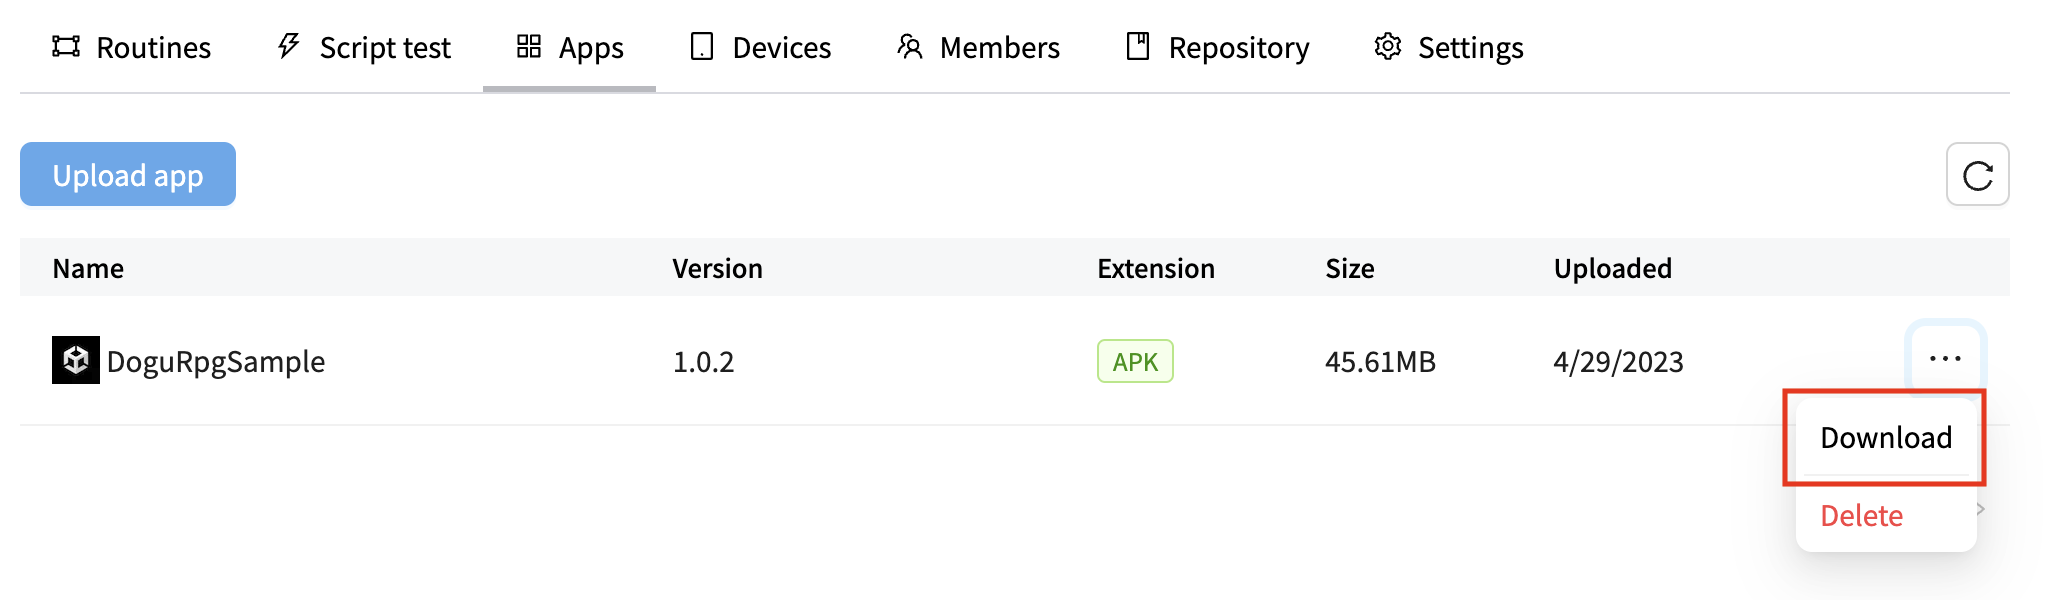 Routines Script test Apps Devices Members Repository Settings
Upload app
Name Version Extension Size Uploaded
DoguRpgSample 1.0.2 APK 45.61MB 4/29/2023 ···
Download
Delete